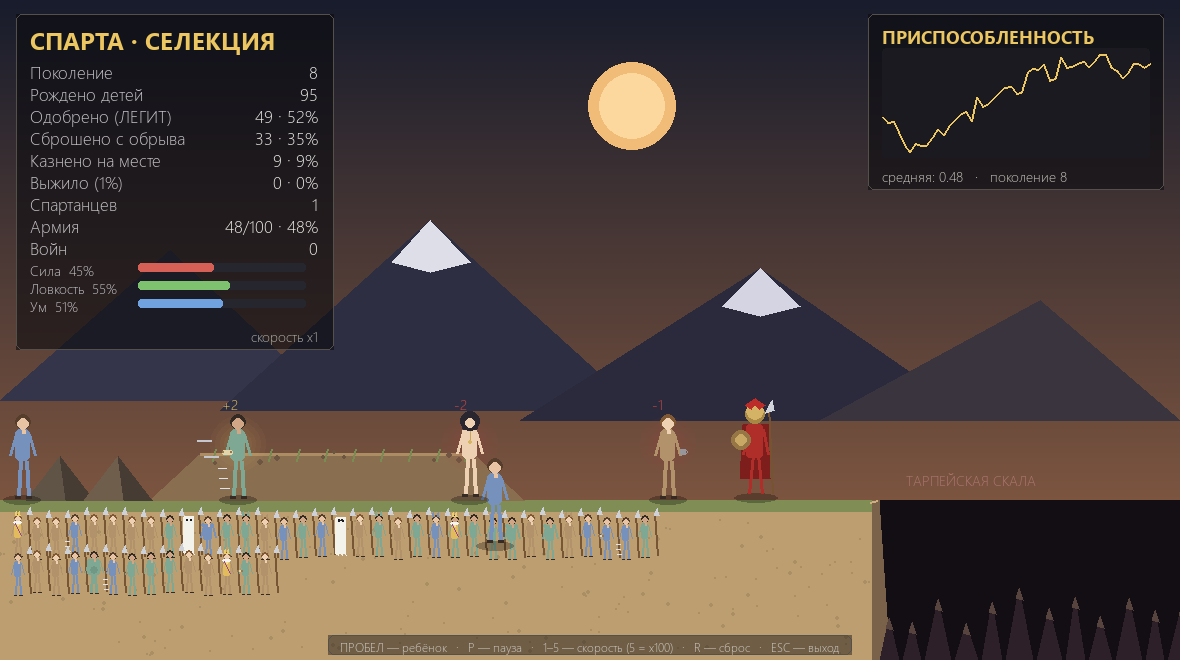 СПАРТА · СЕЛЕКЦИЯ
Поколение 8
Рождено детей 95
Одобрено (ЛЕГИТ) 49 · 52%
Сброшено с обрыва 33 · 35%
Казнено на месте 9 · 9%
Выжило (1%) 0 · 0%
Спартанцев 1
Армия 48/100 · 48%
Войн 0
Сила 45%
Ловкость 55%
Ум 51%
скорость x1
ПРИСПОСОБЛЕННОСТЬ
средняя: 0.48 · поколение 8
+2
-2
-1
ТАРПЕЙСКАЯ СКАЛА
ПРОБЕЛ — ребёнок · P — пауза · 1–5 — скорость (5 = x100) · R — сброс · ESC — выход